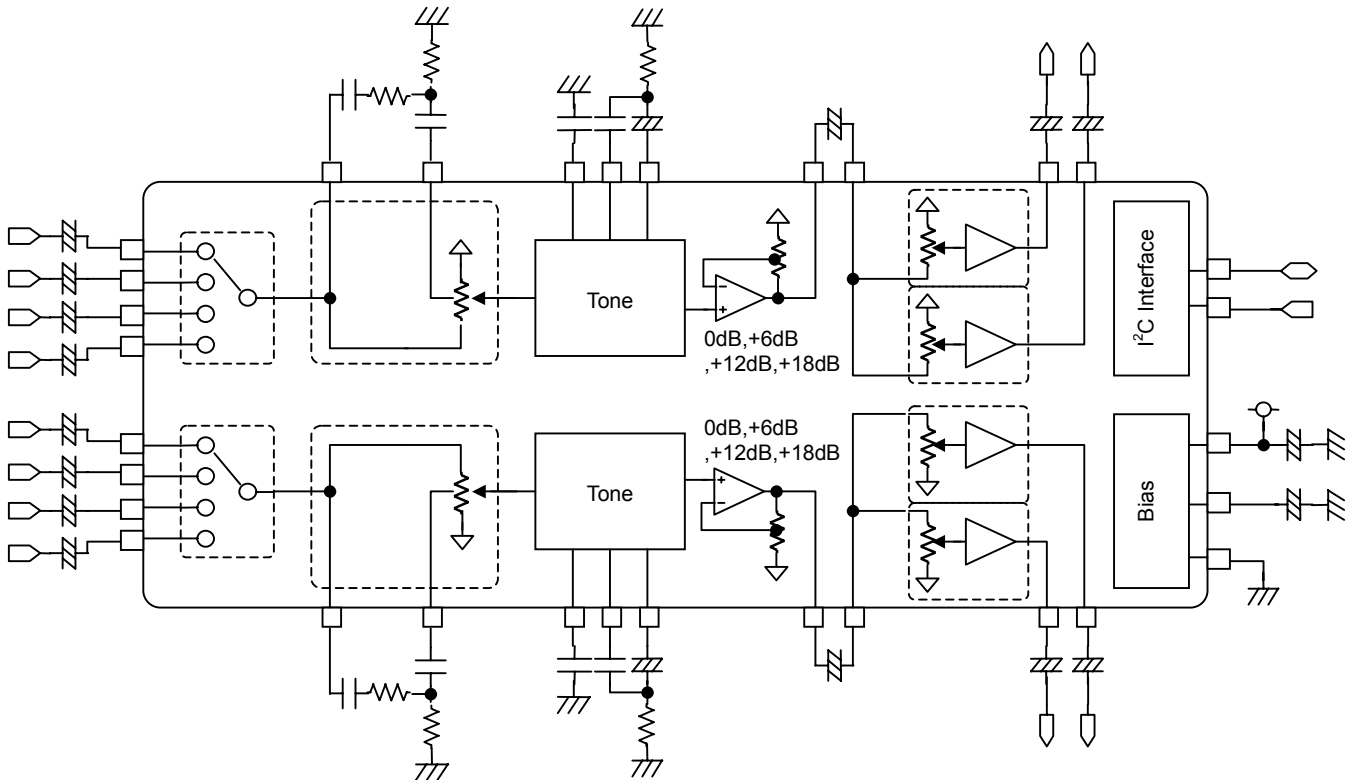 Tone
0dB,+6dB
,+12dB,+18dB
I²C Interface
Tone
0dB,+6dB
,+12dB,+18dB
Bias